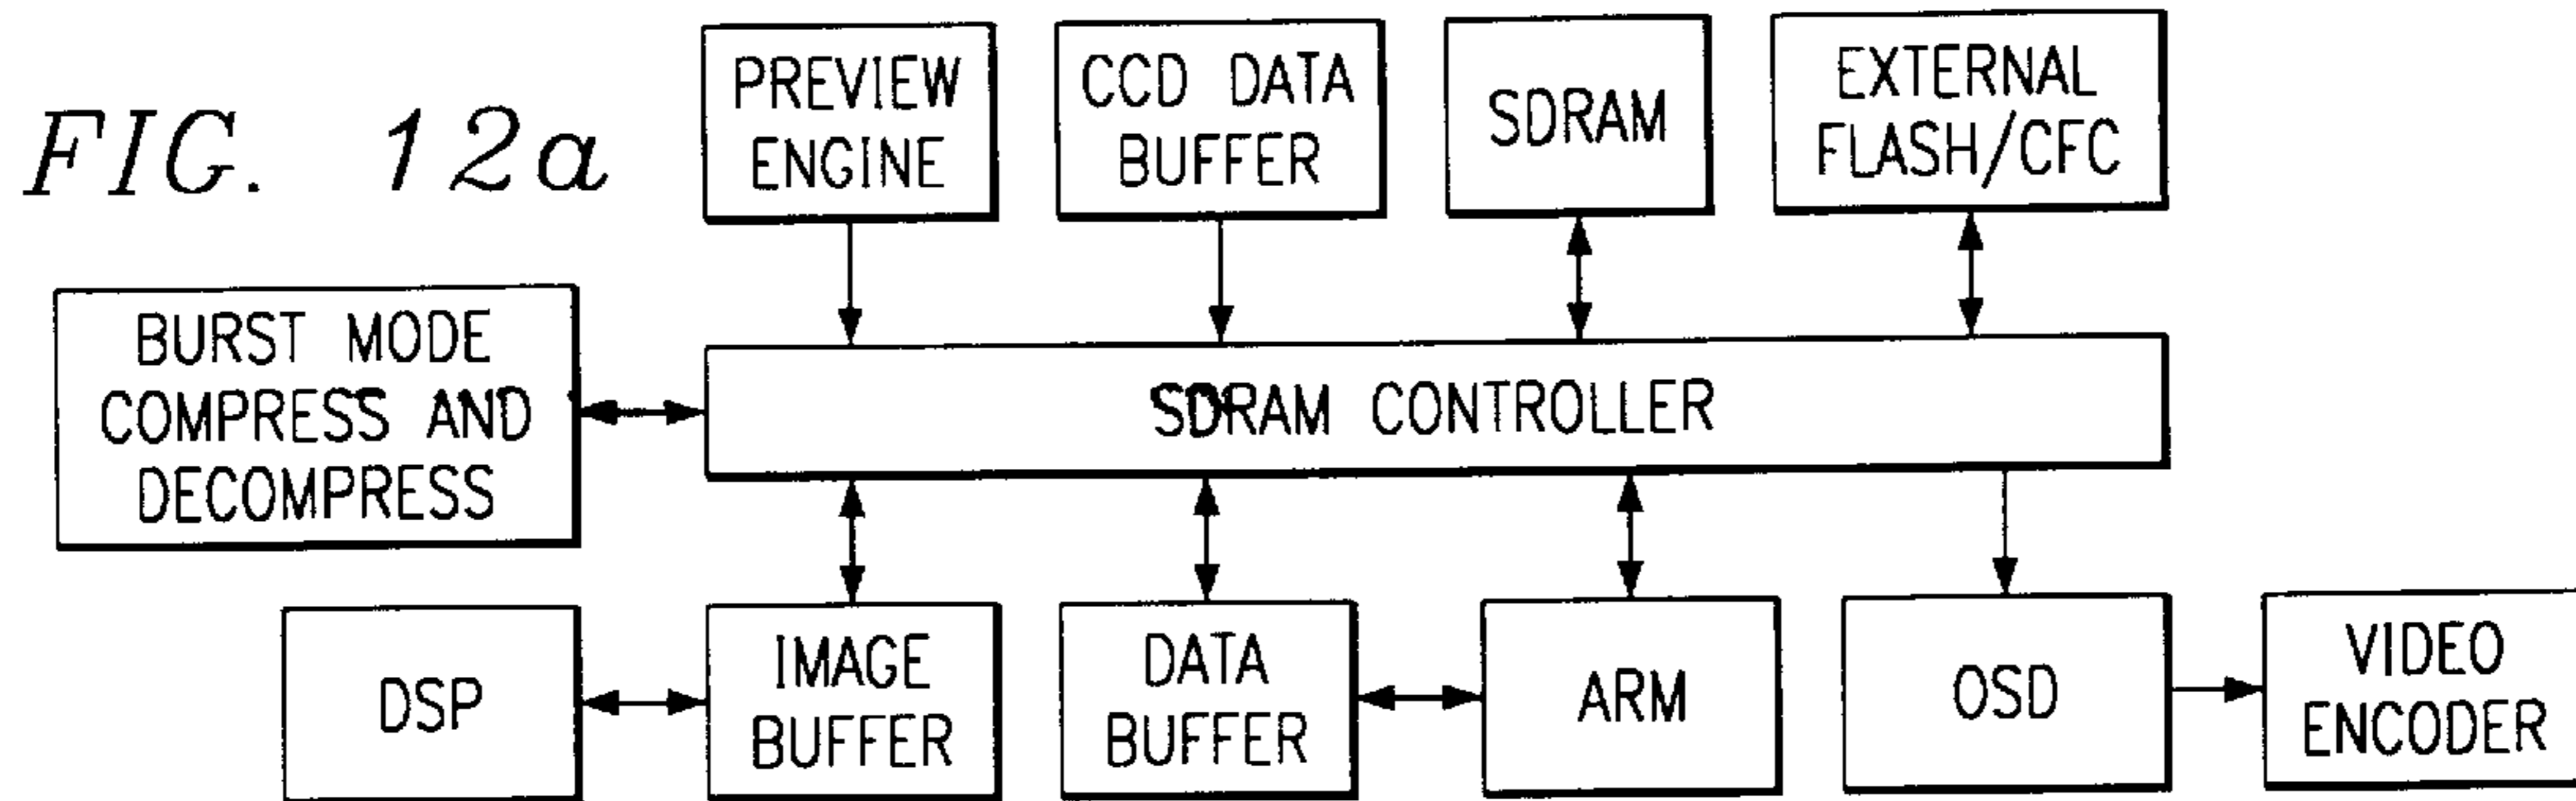 FIG. 12a
PREVIEW
ENGINE
CCD DATA
BUFFER
SDRAM
EXTERNAL
FLASH/CFC
BURST MODE
COMPRESS AND
DECOMPRESS
SDRAM CONTROLLER
DSP
IMAGE
BUFFER
DATA
BUFFER
ARM
OSD
VIDEO
ENCODER